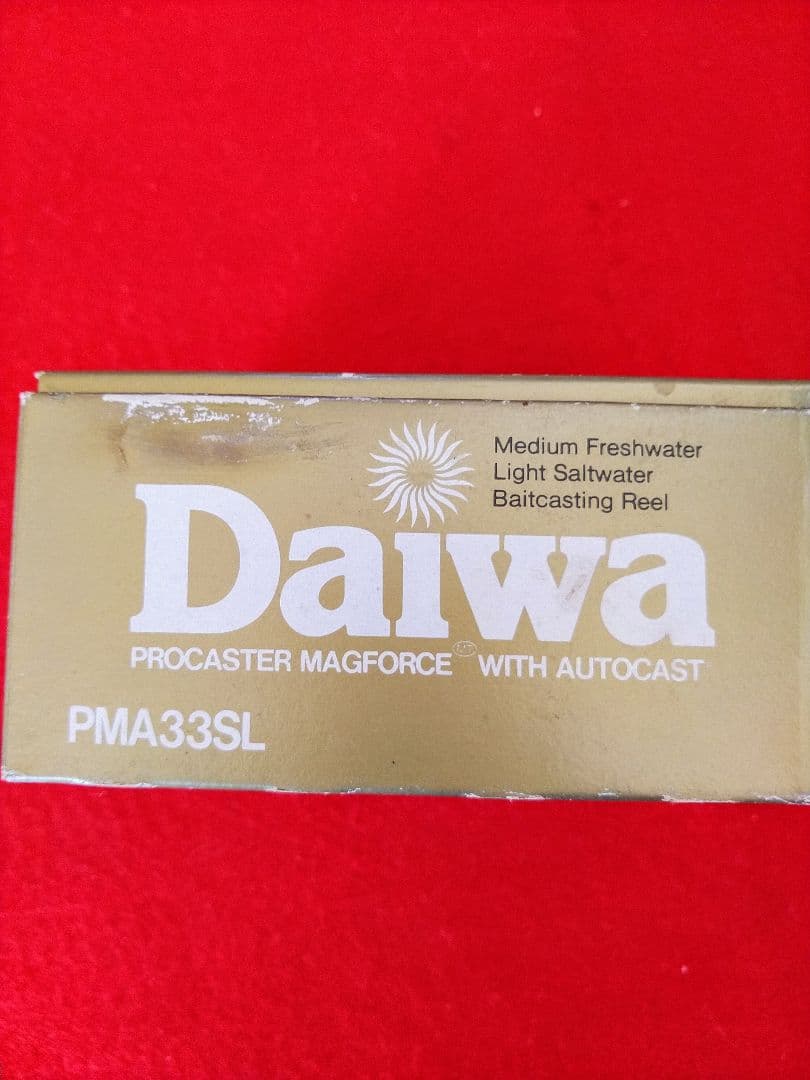 Medium Freshwater
Light Saltwater
Baitcasting Reel
Daiwa
PROCASTER MAGFORCE WITH AUTOCAST
PMA33SL